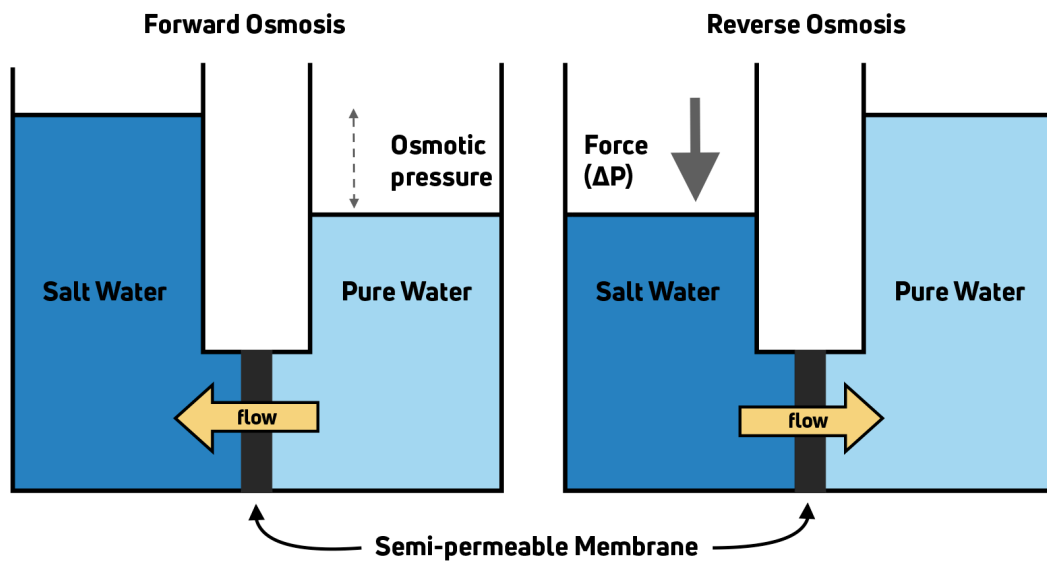 Forward Osmosis
Reverse Osmosis
Osmotic
pressure
Force
(ΔP)
Salt Water
Pure Water
Salt Water
Pure Water
flow
flow
Semi-permeable Membrane